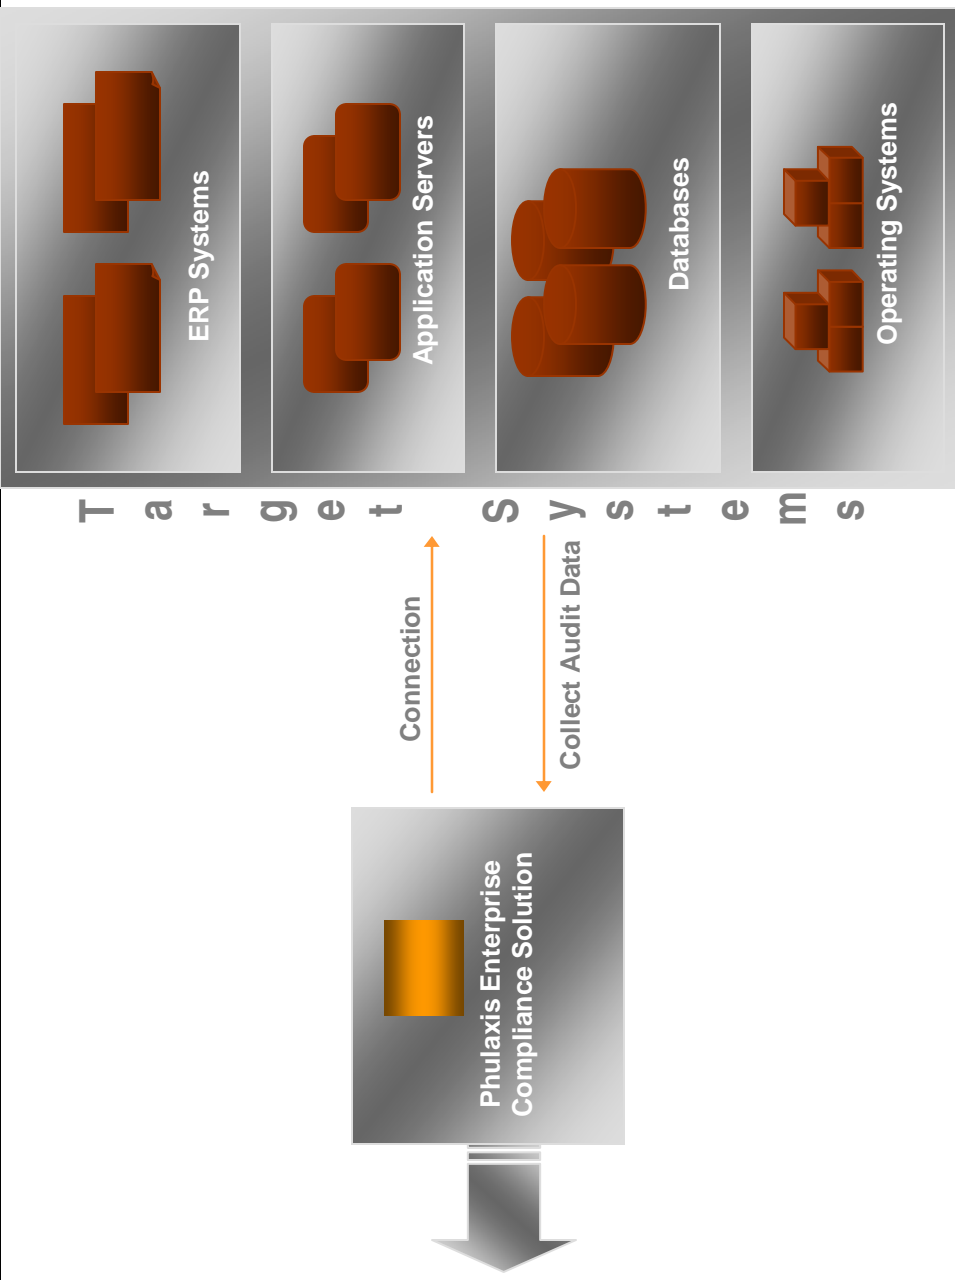 ERP Systems
Application Servers
Databases
Operating Systems
Target Systems
Connection
Collect Audit Data
Phulaxis Enterprise
Compliance Solution